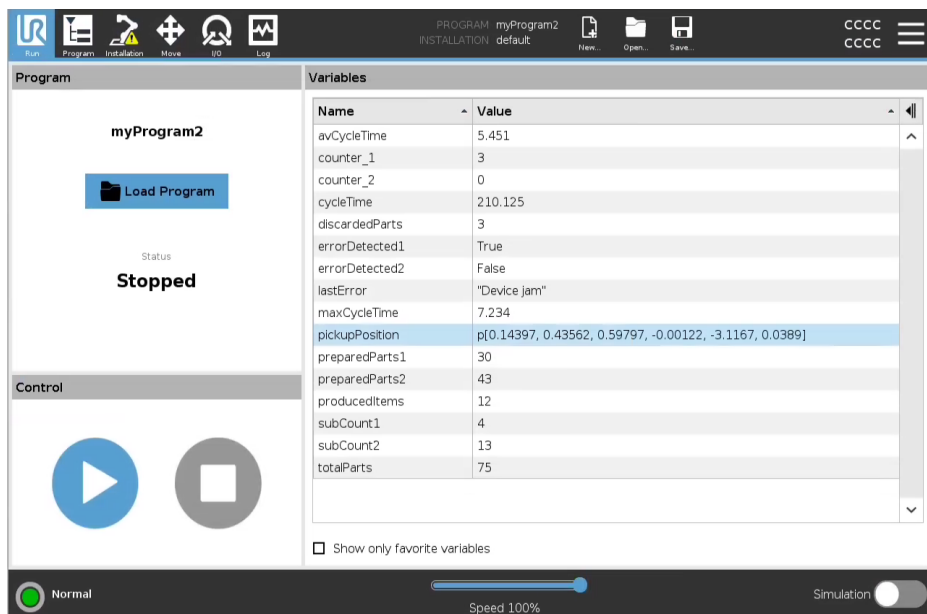 UR
PROGRAM myProgram2
INSTALLATION default
CCCC
CCCC
Run Program Installation Move I/O Log New... Open... Save...
Program
myProgram2
Load Program
Status
Stopped
Control
Variables
Name Value
avCycleTime 5.451
counter_1 3
counter_2 0
cycleTime 210.125
discardedParts 3
errorDetected1 True
errorDetected2 False
lastError "Device jam"
maxCycleTime 7.234
pickupPosition p[0.14397, 0.43562, 0.59797, -0.00122, -3.1167, 0.0389]
preparedParts1 30
preparedParts2 43
producedItems 12
subCount1 4
subCount2 13
totalParts 75
Show only favorite variables
Normal
Speed 100%
Simulation